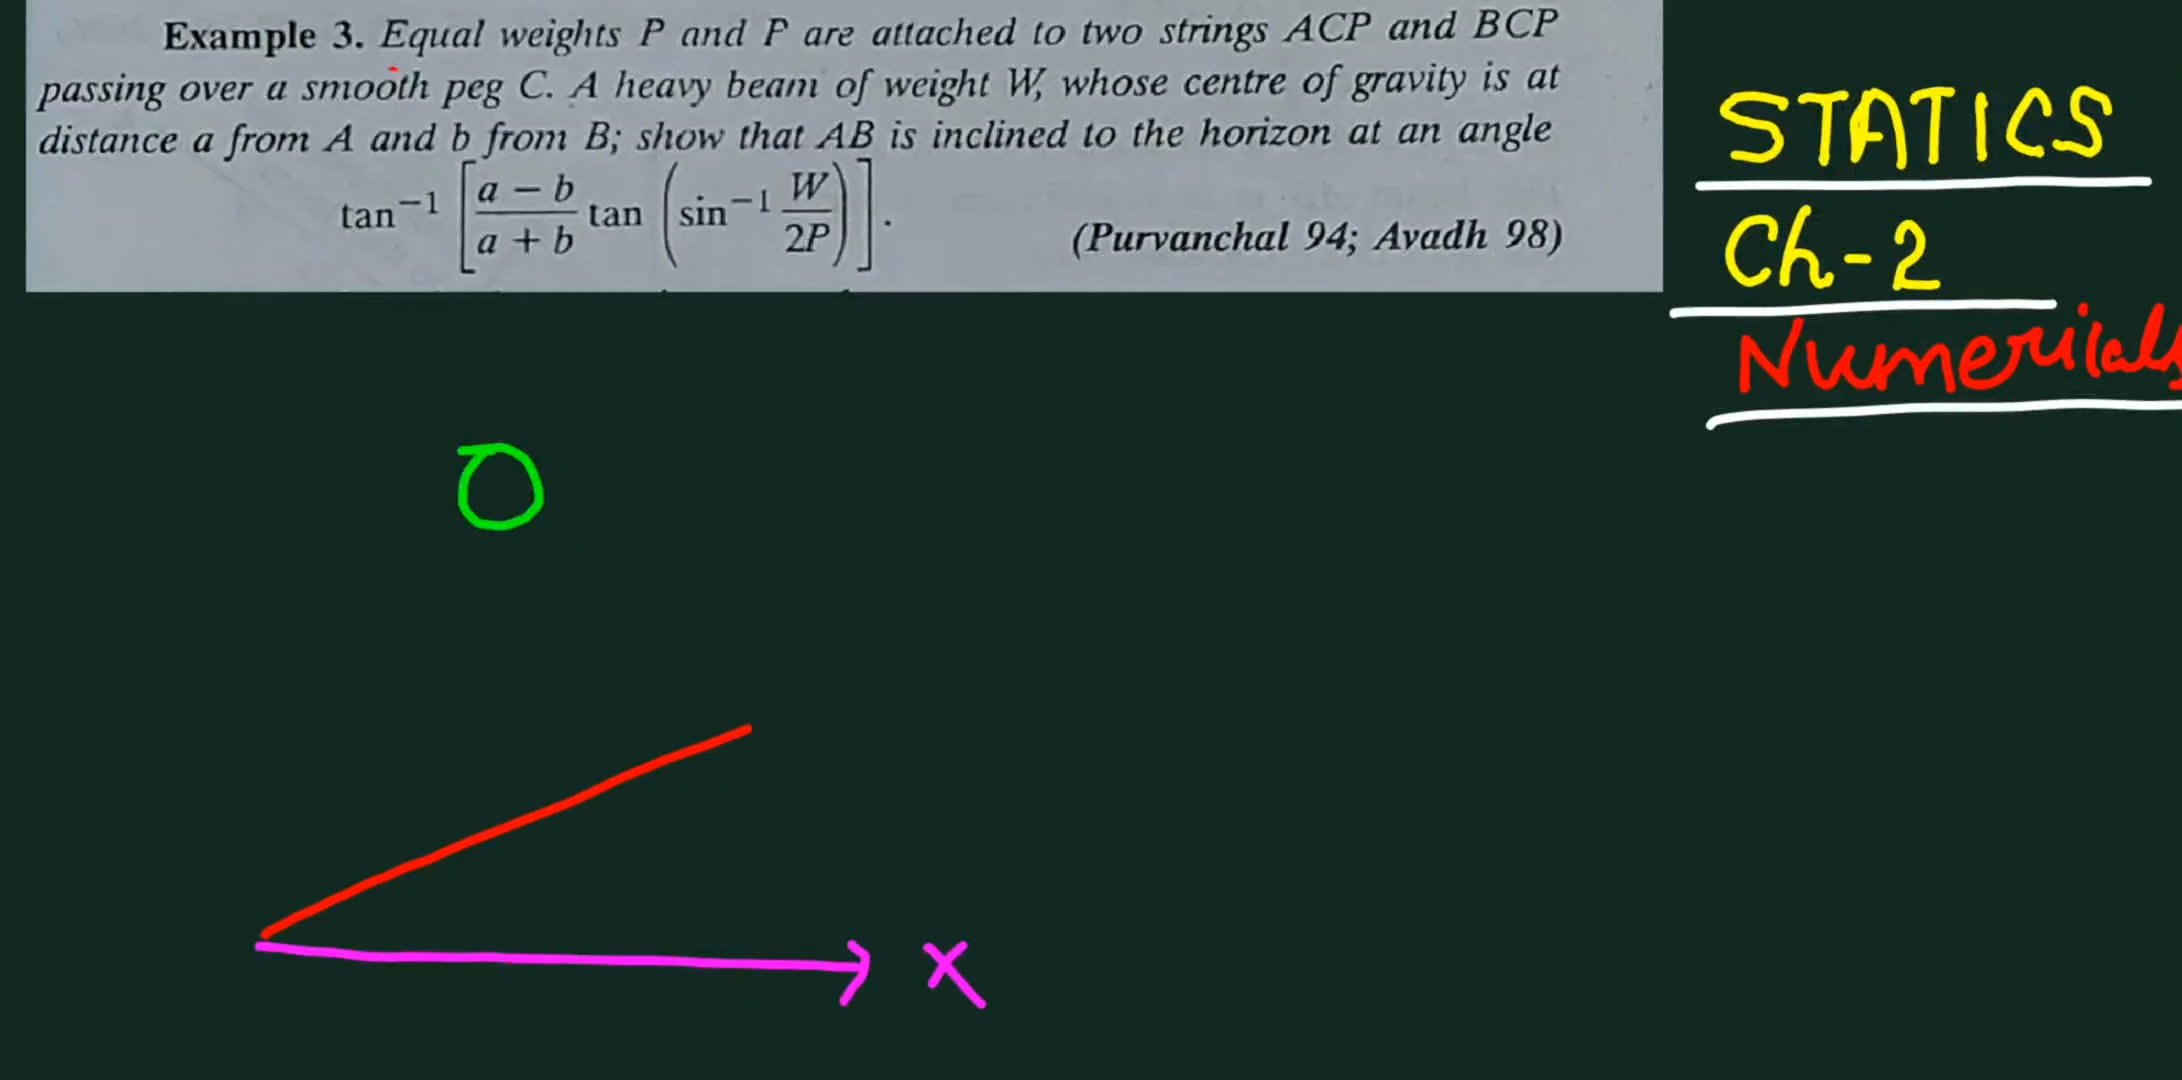 Example 3. Equal weights P and P are attached to two strings ACP and BCP
passing over a smooth peg C. A heavy beam of weight W, whose centre of gravity is at
distance a from A and b from B; show that AB is inclined to the horizon at an angle
tan⁻¹ [ (a − b)/(a + b) tan ( sin⁻¹ W/2P ) ].
(Purvanchal 94; Avadh 98)
STATICS
Ch-2
Numericals
X